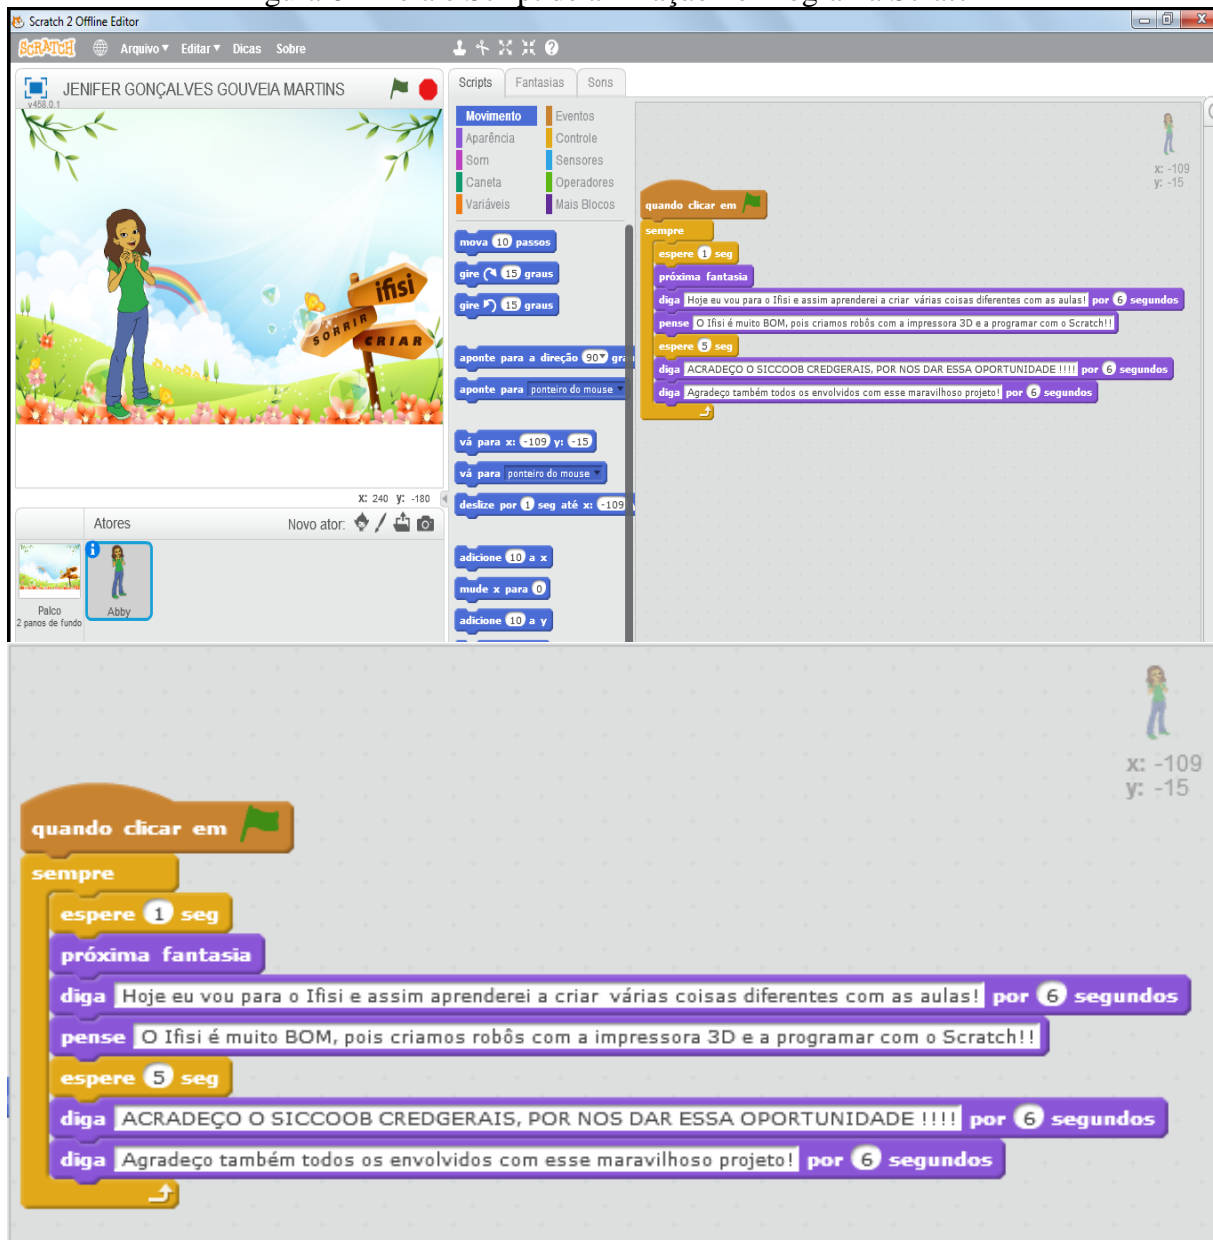 Scratch 2 Offline Editor
SCRATCH Arquivo Editar Dicas Sobre
JENIFER GONÇALVES GOUVEIA MARTINS
v458.0.1
ifisi
SORRIR
CRIAR
X: 240 y: -180
Atores Novo ator:
Palco
2 panos de fundo
Abby
Scripts Fantasias Sons
Movimento Eventos
Aparência Controle
Som Sensores
Caneta Operadores
Variáveis Mais Blocos
mova 10 passos
gire 15 graus
gire 15 graus
aponte para a direção 90 grau
aponte para ponteiro do mouse
vá para x: -109 y: -15
vá para ponteiro do mouse
deslize por 1 seg até x: -109
adicione 10 a x
mude x para 0
adicione 10 a y
x: -109
y: -15
quando clicar em
sempre
espere 1 seg
próxima fantasia
diga Hoje eu vou para o Ifisi e assim aprenderei a criar várias coisas diferentes com as aulas! por 6 segundos
pense O Ifisi é muito BOM, pois criamos robôs com a impressora 3D e a programar com o Scratch!!
espere 5 seg
diga ACRADEÇO O SICCOOB CREDGERAIS, POR NOS DAR ESSA OPORTUNIDADE !!!! por 6 segundos
diga Agradeço também todos os envolvidos com esse maravilhoso projeto! por 6 segundos
x: -109
y: -15
quando clicar em
sempre
espere 1 seg
próxima fantasia
diga Hoje eu vou para o Ifisi e assim aprenderei a criar várias coisas diferentes com as aulas! por 6 segundos
pense O Ifisi é muito BOM, pois criamos robôs com a impressora 3D e a programar com o Scratch!!
espere 5 seg
diga ACRADEÇO O SICCOOB CREDGERAIS, POR NOS DAR ESSA OPORTUNIDADE !!!! por 6 segundos
diga Agradeço também todos os envolvidos com esse maravilhoso projeto! por 6 segundos